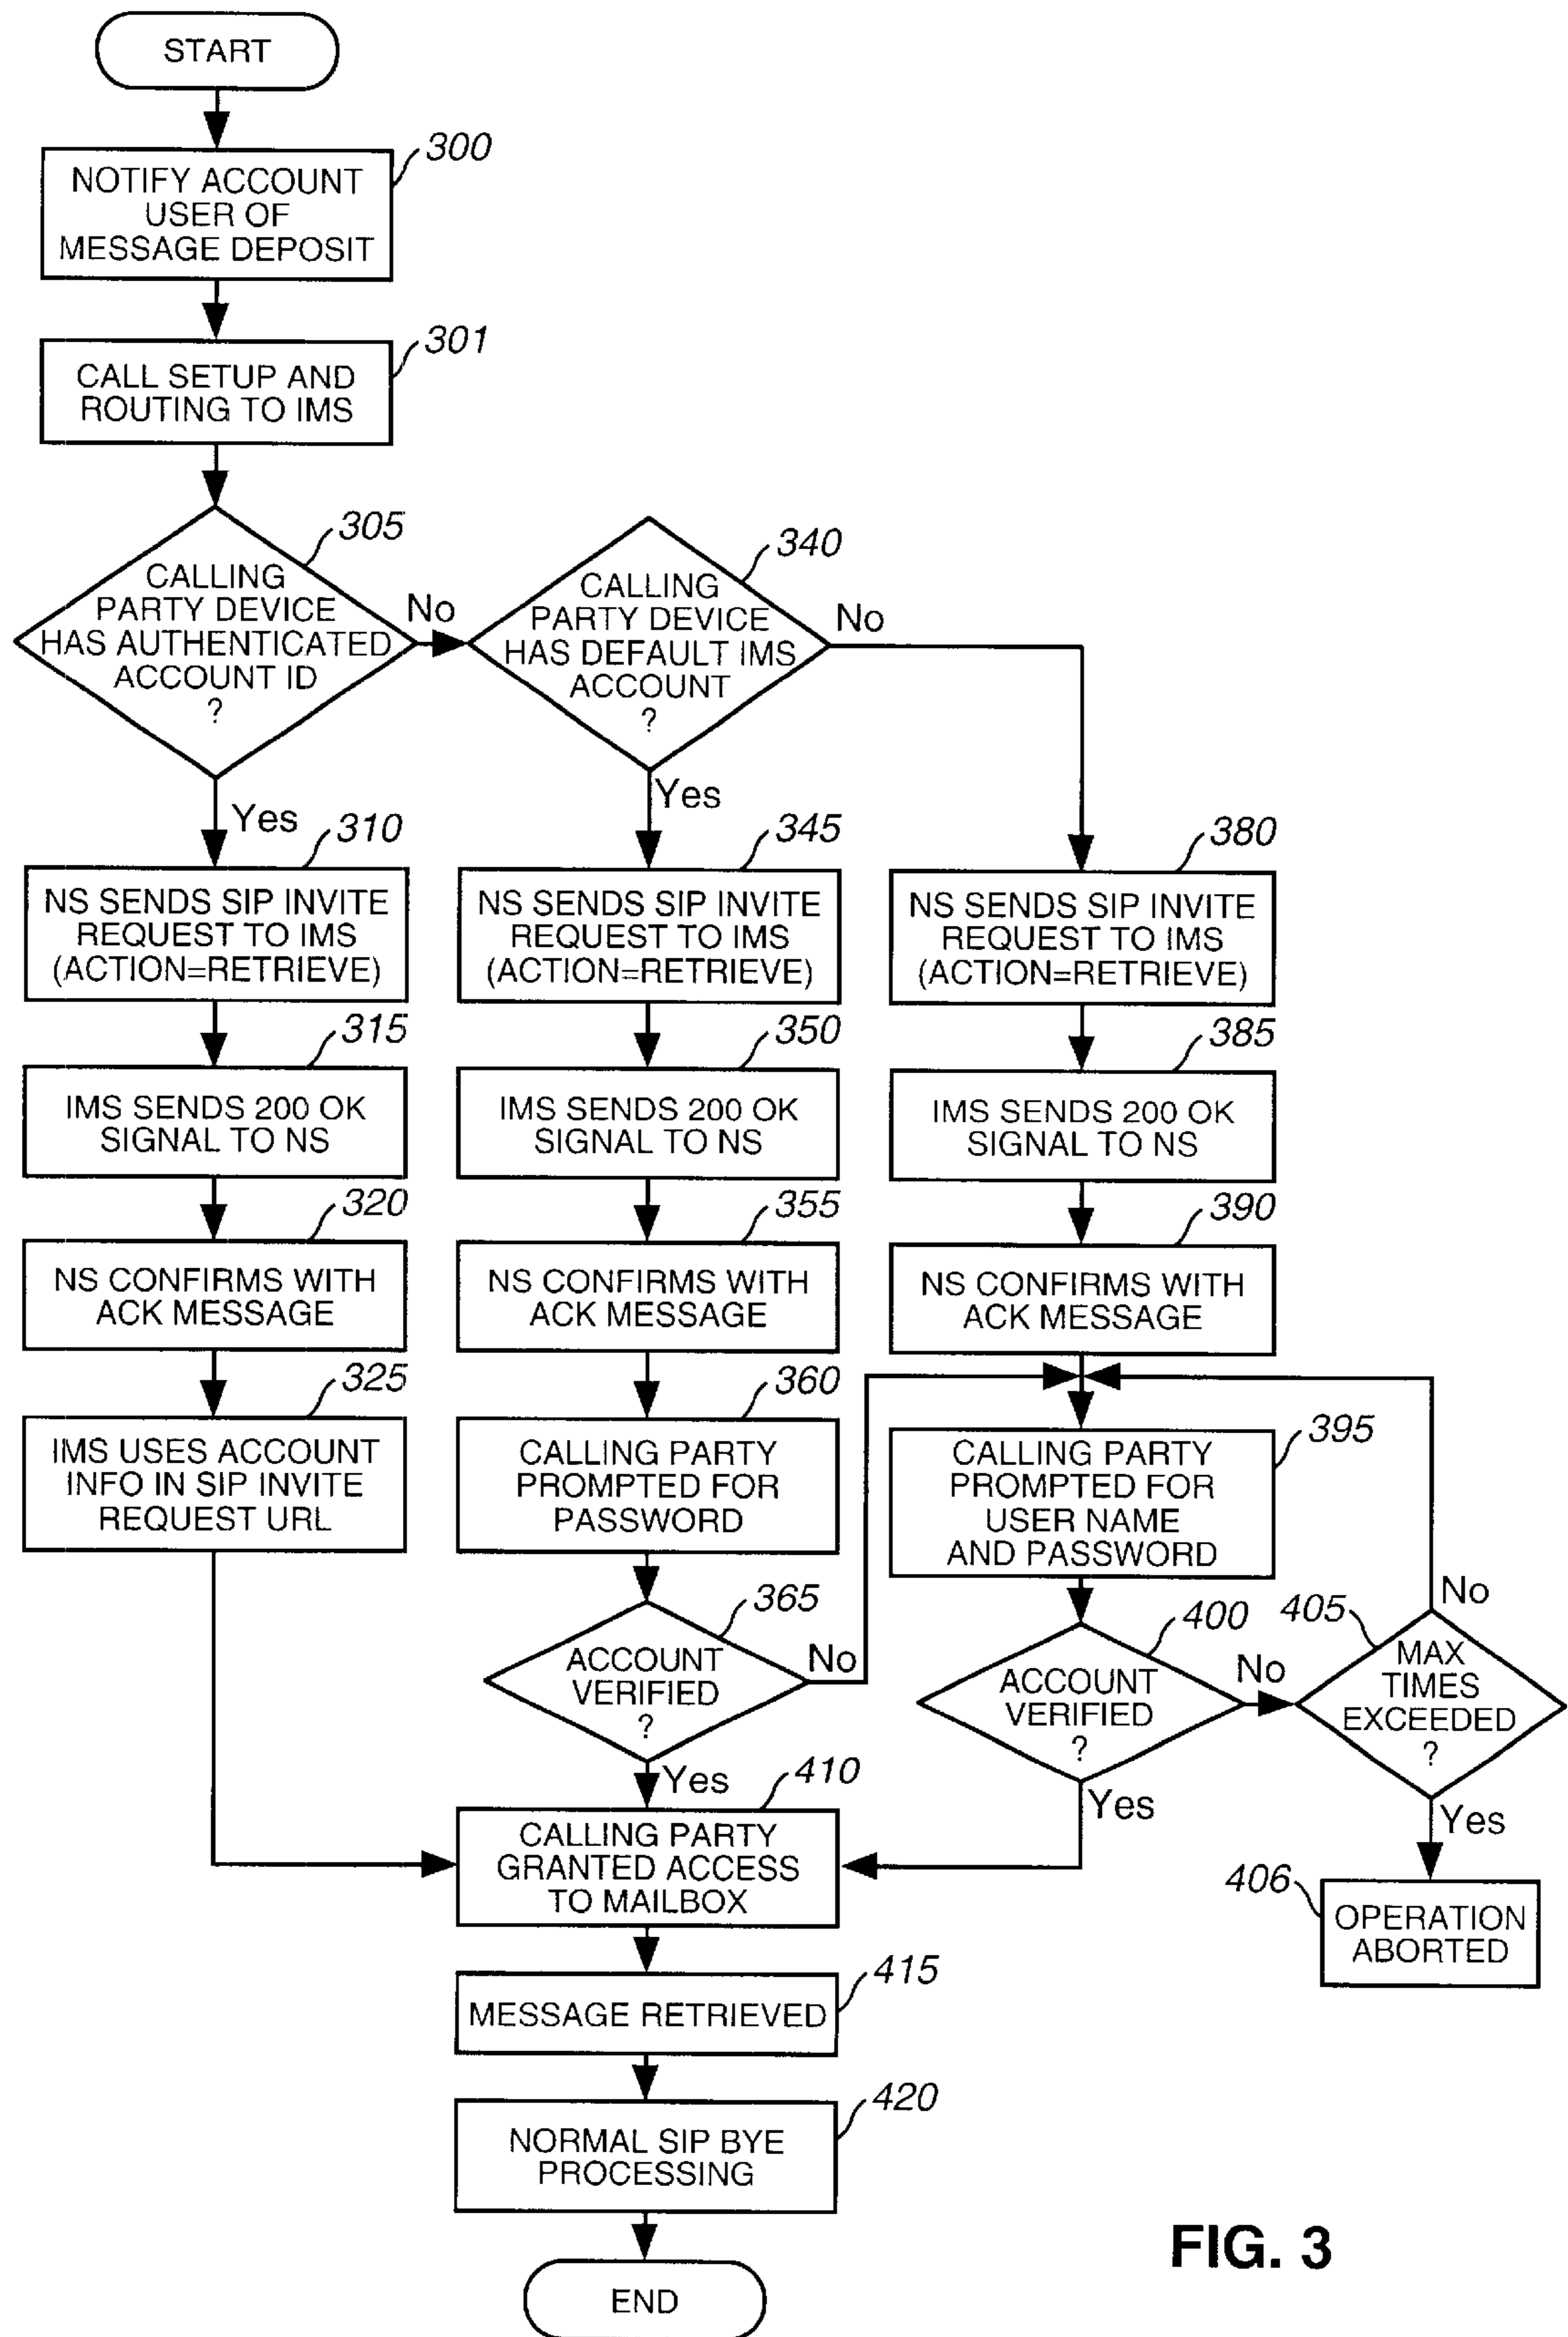 START
300
NOTIFY ACCOUNT
USER OF
MESSAGE DEPOSIT
301
CALL SETUP AND
ROUTING TO IMS
305
CALLING
PARTY DEVICE
HAS AUTHENTICATED
ACCOUNT ID
?
No
340
CALLING
PARTY DEVICE
HAS DEFAULT IMS
ACCOUNT
?
No
Yes
310
NS SENDS SIP INVITE
REQUEST TO IMS
(ACTION=RETRIEVE)
315
IMS SENDS 200 OK
SIGNAL TO NS
320
NS CONFIRMS WITH
ACK MESSAGE
325
IMS USES ACCOUNT
INFO IN SIP INVITE
REQUEST URL
Yes
345
NS SENDS SIP INVITE
REQUEST TO IMS
(ACTION=RETRIEVE)
350
IMS SENDS 200 OK
SIGNAL TO NS
355
NS CONFIRMS WITH
ACK MESSAGE
360
CALLING PARTY
PROMPTED FOR
PASSWORD
365
ACCOUNT
VERIFIED
?
No
Yes
380
NS SENDS SIP INVITE
REQUEST TO IMS
(ACTION=RETRIEVE)
385
IMS SENDS 200 OK
SIGNAL TO NS
390
NS CONFIRMS WITH
ACK MESSAGE
395
CALLING PARTY
PROMPTED FOR
USER NAME
AND PASSWORD
400
ACCOUNT
VERIFIED
?
No
Yes
405
MAX
TIMES
EXCEEDED
?
No
Yes
406
OPERATION
ABORTED
410
CALLING PARTY
GRANTED ACCESS
TO MAILBOX
415
MESSAGE RETRIEVED
420
NORMAL SIP BYE
PROCESSING
END
FIG. 3